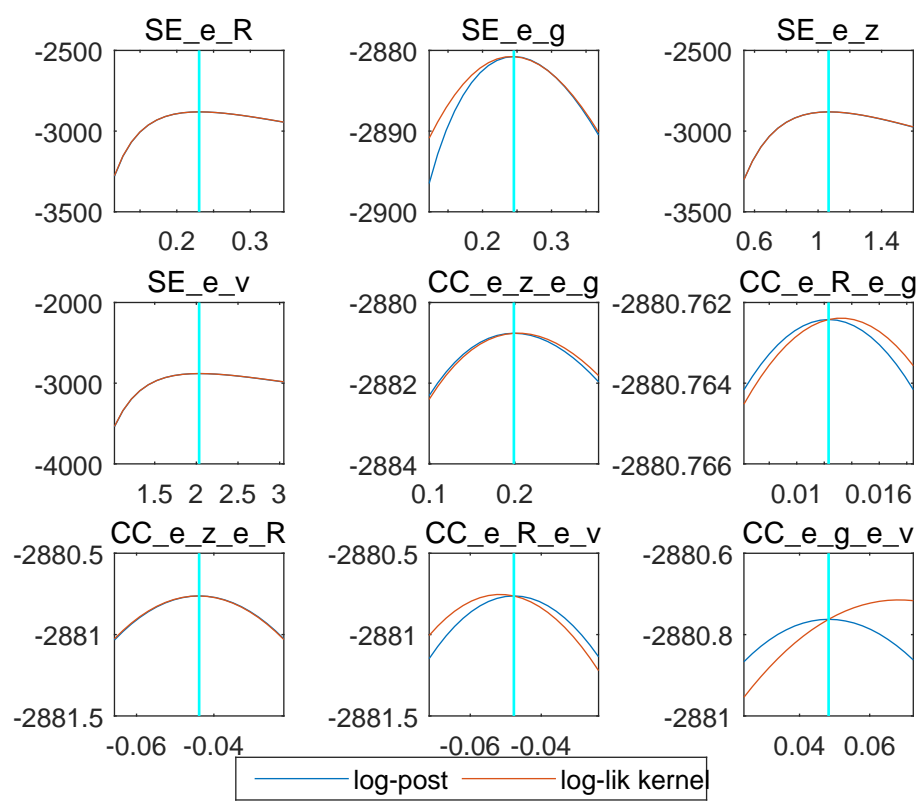 SE_e_R SE_e_g SE_e_z
-2500 -2880 -2500
-3000 -2890 -3000
-3500 -2900 -3500
0.2 0.3 0.2 0.3 0.6 1 1.4
SE_e_v CC_e_z_e_g CC_e_R_e_g
-2000 -2880 -2880.762
-3000 -2882 -2880.764
-4000 -2884 -2880.766
1.5 2 2.5 3 0.1 0.2 0.01 0.016
CC_e_z_e_R CC_e_R_e_v CC_e_g_e_v
-2880.5 -2880.5 -2880.6
-2881 -2881 -2880.8
-2881.5 -2881.5 -2881
-0.06 -0.04 -0.06 -0.04 0.04 0.06
log-post log-lik kernel